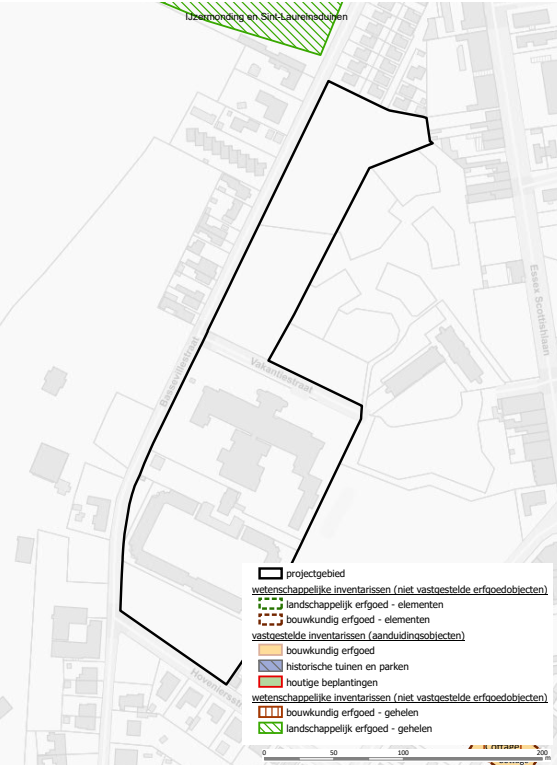 IJzermonding en Sint-Laureinsduinen
Essex Scottishlaan
Bassevillestraat
Vakantiestraat
projectgebied
wetenschappelijke inventarissen (niet vastgestelde erfgoedobjecten)
landschappelijk erfgoed - elementen
bouwkundig erfgoed - elementen
vastgestelde inventarissen (aanduidingsobjecten)
bouwkundig erfgoed
historische tuinen en parken
houtige beplantingen
wetenschappelijke inventarissen (niet vastgestelde erfgoedobjecten)
bouwkundig erfgoed - gehelen
landschappelijk erfgoed - gehelen
0 50 100 200
m